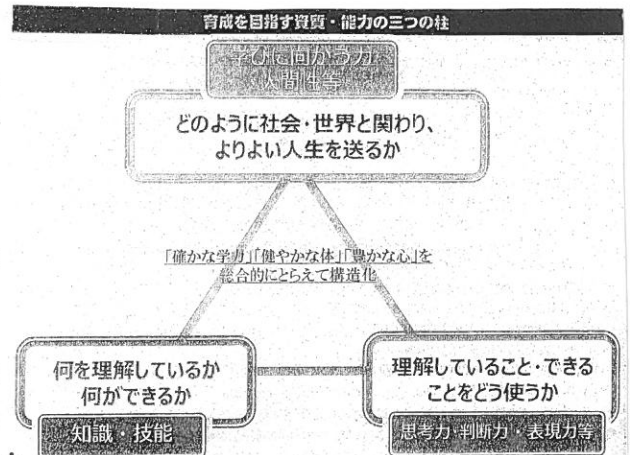 育成を目指す資質・能力の三つの柱
学びに向かう力
人間性等
どのように社会・世界と関わり、
よりよい人生を送るか
「確かな学力」「健やかな体」「豊かな心」を
総合的にとらえて構造化
何を理解しているか
何ができるか
知識・技能
理解していること・できる
ことをどう使うか
思考力・判断力・表現力等